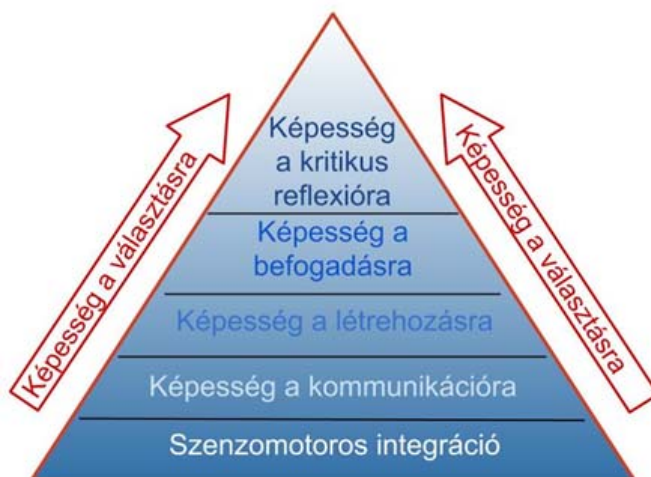 Képesség
a kritikus
reflexióra
Képesség a
befogadásra
Képesség a létrehozásra
Képesség a kommunikációra
Szenzomotoros integráció
Képesség a választásra
Képesség a választásra